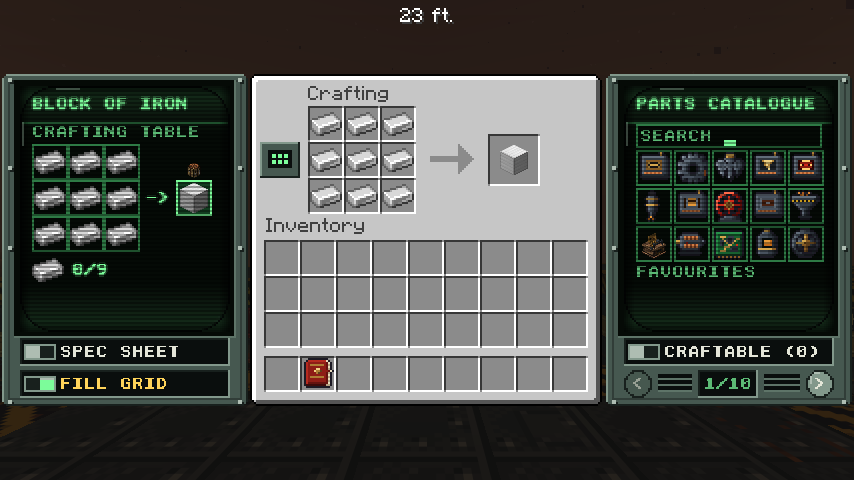 23 ft.
BLOCK OF IRON
CRAFTING TABLE
0/9
SPEC SHEET
FILL GRID
Crafting
Inventory
PARTS CATALOGUE
SEARCH
FAVOURITES
CRAFTABLE (0)
1/10